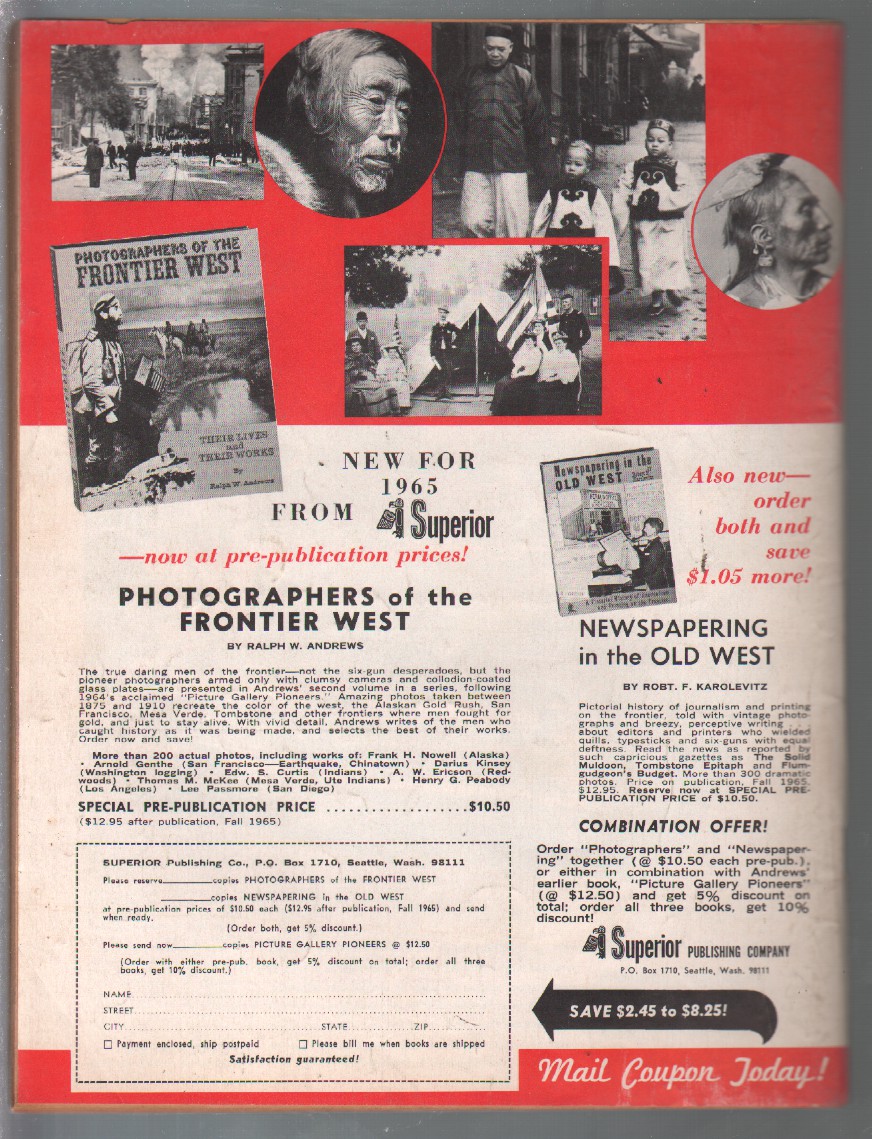 PHOTOGRAPHERS OF THE
FRONTIER WEST
THEIR LIVES
and
THEIR WORKS
By
Ralph W. Andrews
NEW FOR
1965
FROM Superior
—now at pre-publication prices!
PHOTOGRAPHERS of the
FRONTIER WEST
BY RALPH W. ANDREWS
The true daring men of the frontier—not the six-gun desperadoes, but the
pioneer photographers armed only with clumsy cameras and collodion-coated
glass plates—are presented in Andrews' second volume in a series, following
1964's acclaimed "Picture Gallery Pioneers." Amazing photos taken between
1875 and 1910 recreate the color of the west, the Alaskan Gold Rush, San
Francisco, Mesa Verde, Tombstone and other frontiers where men fought for
gold, and just to stay alive. With vivid detail, Andrews writes of the men who
caught history as it was being made, and selects the best of their works.
Order now and save!
More than 200 actual photos, including works of: Frank H. Nowell (Alaska)
• Arnold Genthe (San Francisco—Earthquake, Chinatown) • Darius Kinsey
(Washington logging) • Edw. S. Curtis (Indians) • A. W. Ericson (Red-
woods) • Thomas M. McKee (Mesa Verde, Ute Indians) • Henry G. Peabody
(Los Angeles) • Lee Passmore (San Diego)
SPECIAL PRE-PUBLICATION PRICE ...................$10.50
($12.95 after publication, Fall 1965)
SUPERIOR Publishing Co., P.O. Box 1710, Seattle, Wash. 98111
Please reserve_________copies PHOTOGRAPHERS of the FRONTIER WEST
_________copies NEWSPAPERING in the OLD WEST
at pre-publication prices of $10.50 each ($12.95 after publication, Fall 1965) and send
when ready.
(Order both, get 5% discount.)
Please send now_________copies PICTURE GALLERY PIONEERS @ $12.50
(Order with either pre-pub. book, get 5% discount on total; order all three
books, get 10% discount.)
NAME
STREET
CITY STATE ZIP
Payment enclosed, ship postpaid Please bill me when books are shipped
Satisfaction guaranteed!
Newspapering in the
OLD WEST
Also new—
order
both and
save
$1.05 more!
NEWSPAPERING
in the OLD WEST
BY ROBT. F. KAROLEVITZ
Pictorial history of journalism and printing
on the frontier, told with vintage photo-
graphs and breezy, perceptive writing . . .
about editors and printers who wielded
quills, typesticks and six-guns with equal
deftness. Read the news as reported by
such capricious gazettes as The Solid
Muldoon, Tombstone Epitaph and Flum-
gudgeon's Budget. More than 300 dramatic
photos. Price on publication, Fall 1965,
$12.95. Reserve now at SPECIAL PRE-
PUBLICATION PRICE of $10.50.
COMBINATION OFFER!
Order "Photographers" and "Newspaper-
ing" together (@ $10.50 each pre-pub.),
or either in combination with Andrews'
earlier book, "Picture Gallery Pioneers"
(@ $12.50) and get 5% discount on
total; order all three books, get 10%
discount!
Superior PUBLISHING COMPANY
P.O. Box 1710, Seattle, Wash. 98111
SAVE $2.45 to $8.25!
Mail Coupon Today!